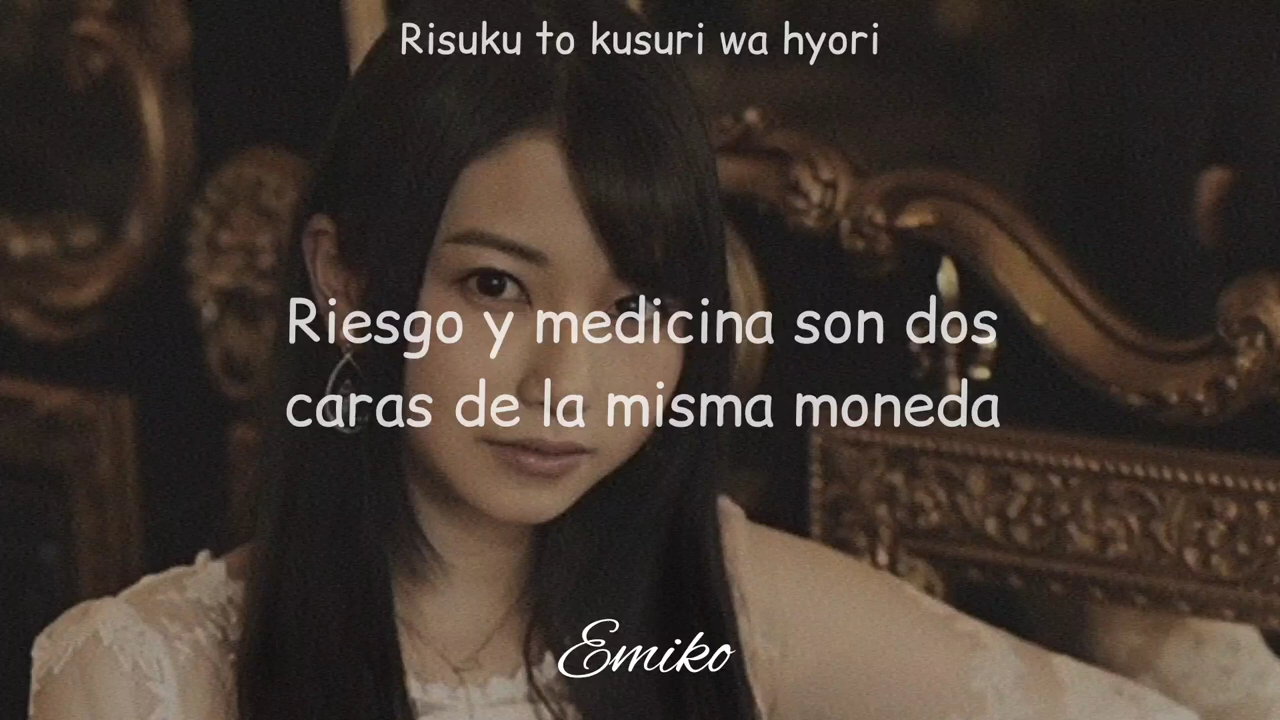 Risuku to kusuri wa hyori
Riesgo y medicina son dos
caras de la misma moneda
Emiko